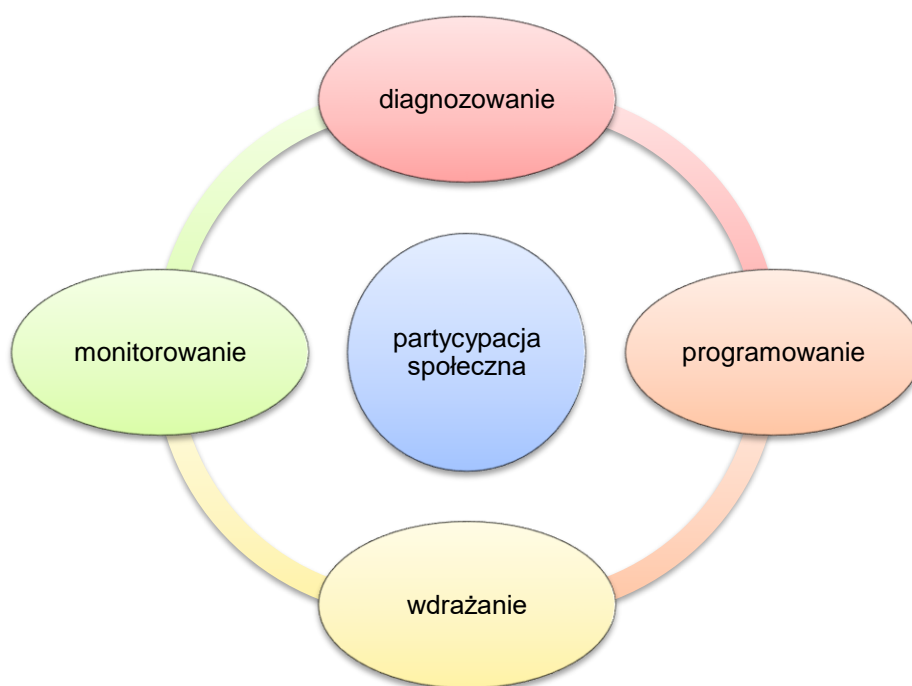 diagnozowanie
monitorowanie
partycypacja
społeczna
programowanie
wdrażanie